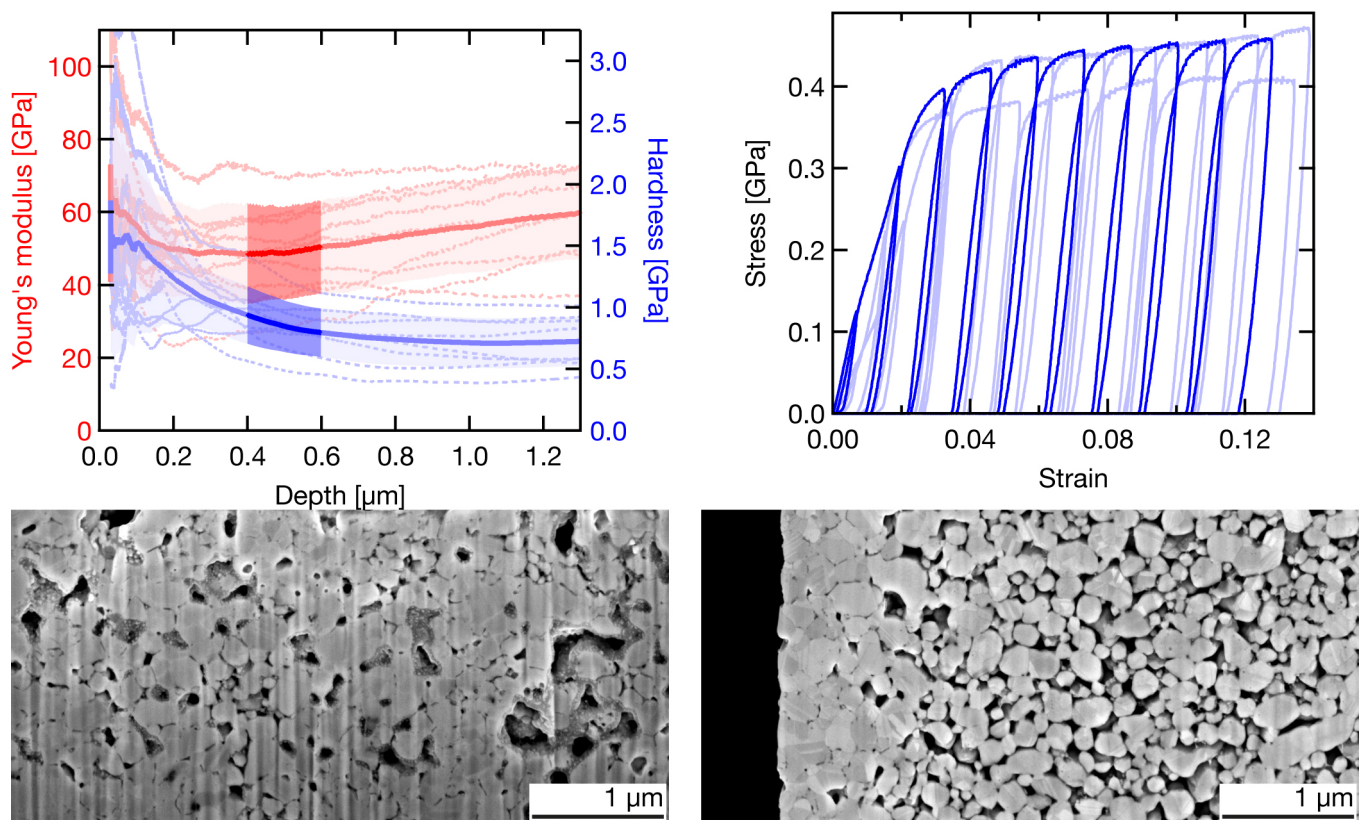 Young's modulus [GPa]
100
80
60
40
20
0
0.0 0.2 0.4 0.6 0.8 1.0 1.2
Depth [µm]
3.0
2.5
2.0
1.5
1.0
0.5
0.0
Hardness [GPa]
Stress [GPa]
0.4
0.3
0.2
0.1
0.0
0.00 0.04 0.08 0.12
Strain
1 µm
1 µm